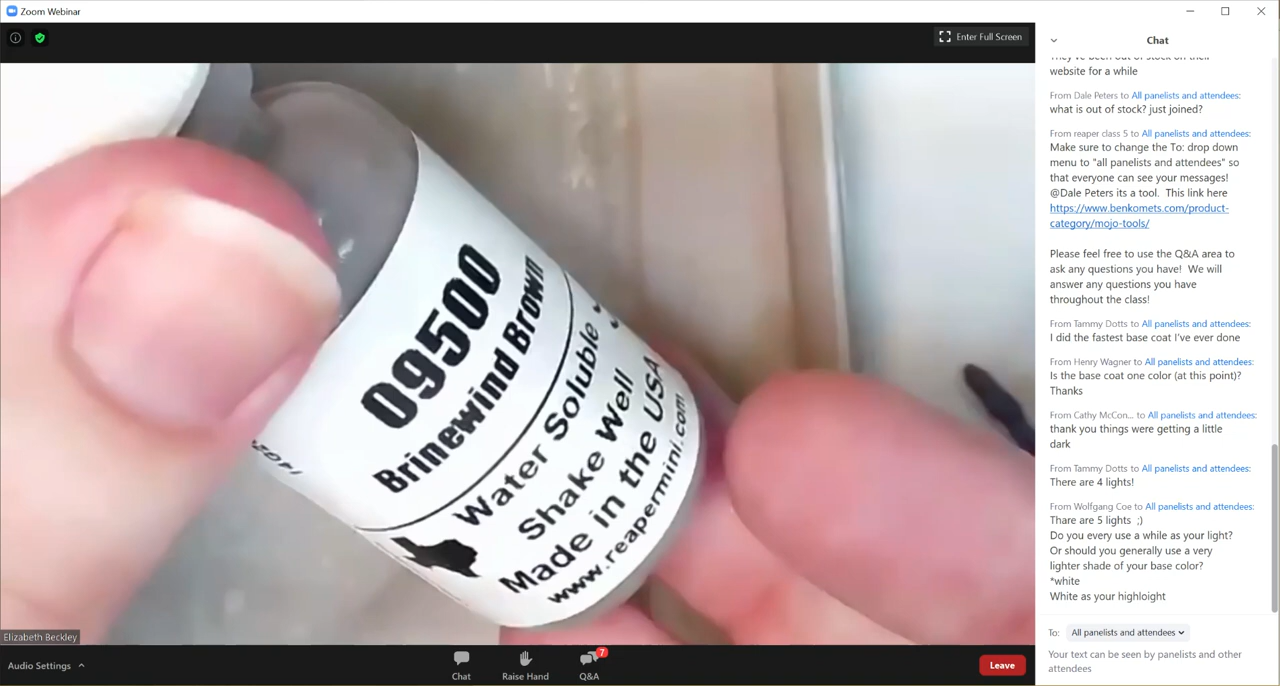 Zoom Webinar
Enter Full Screen
09500
Brinewind Brown
Water Soluble
Shake Well
Made in the USA
www.reapermini.com
Elizabeth Beckley
Audio Settings
Chat
Raise Hand
Q&A
7
Leave
Chat
They've been out of stock on their
website for a while
From Dale Peters to All panelists and attendees:
what is out of stock? just joined?
From reaper class 5 to All panelists and attendees:
Make sure to change the To: drop down
menu to "all panelists and attendees" so
that everyone can see your messages!
@Dale Peters its a tool. This link here
https://www.benkomets.com/product-
category/mojo-tools/
Please feel free to use the Q&A area to
ask any questions you have! We will
answer any questions you have
throughout the class!
From Tammy Dotts to All panelists and attendees:
I did the fastest base coat I've ever done
From Henry Wagner to All panelists and attendees:
Is the base coat one color (at this point)?
Thanks
From Cathy McCon... to All panelists and attendees:
thank you things were getting a little
dark
From Tammy Dotts to All panelists and attendees:
There are 4 lights!
From Wolfgang Coe to All panelists and attendees:
Thare are 5 lights ;)
Do you every use a while as your light?
Or should you generally use a very
lighter shade of your base color?
*white
White as your highloight
To: All panelists and attendees
Your text can be seen by panelists and other
attendees